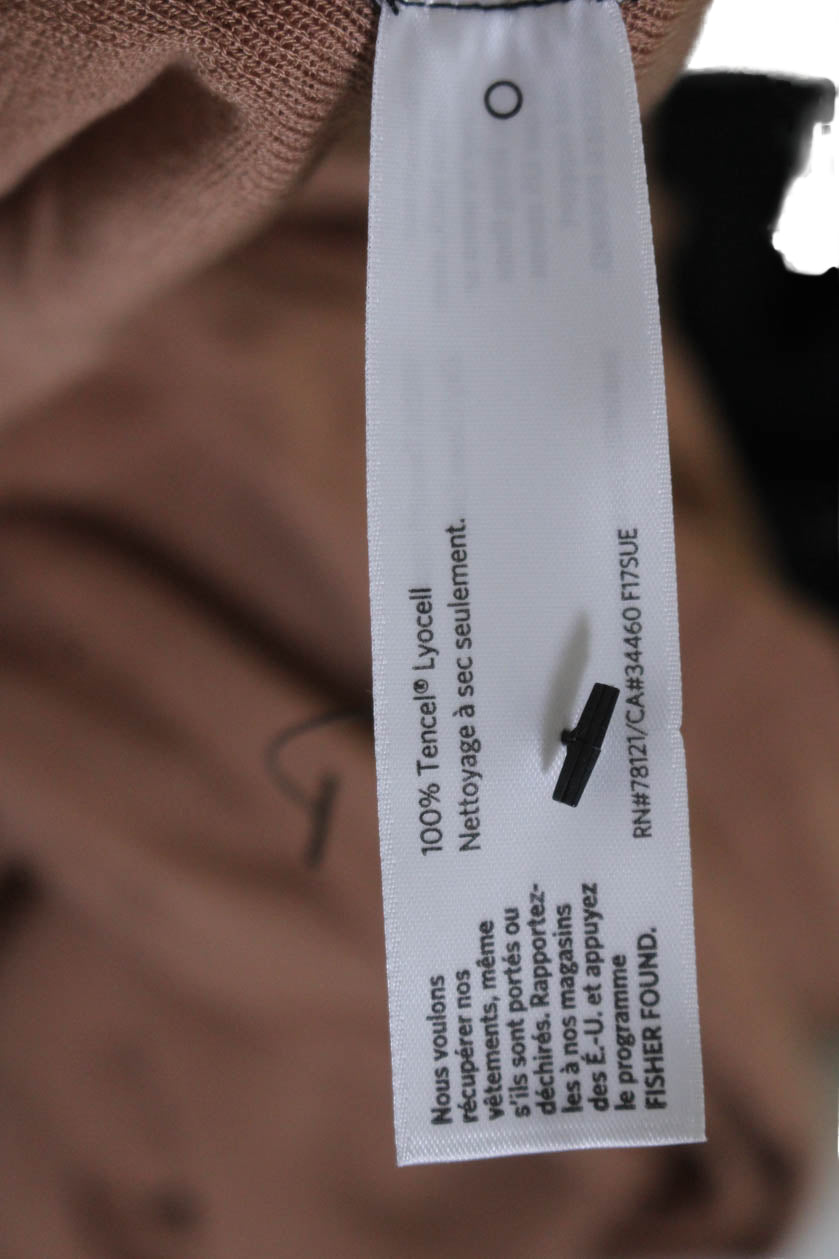 Nous voulons
récupérer nos
vêtements, même
s'ils sont portés ou
déchirés. Rapportez-
les à nos magasins
des É.-U. et appuyez
le programme
FISHER FOUND.
100% Tencel® Lyocell
Nettoyage à sec seulement.
RN#78121/CA#34460 F17SUE